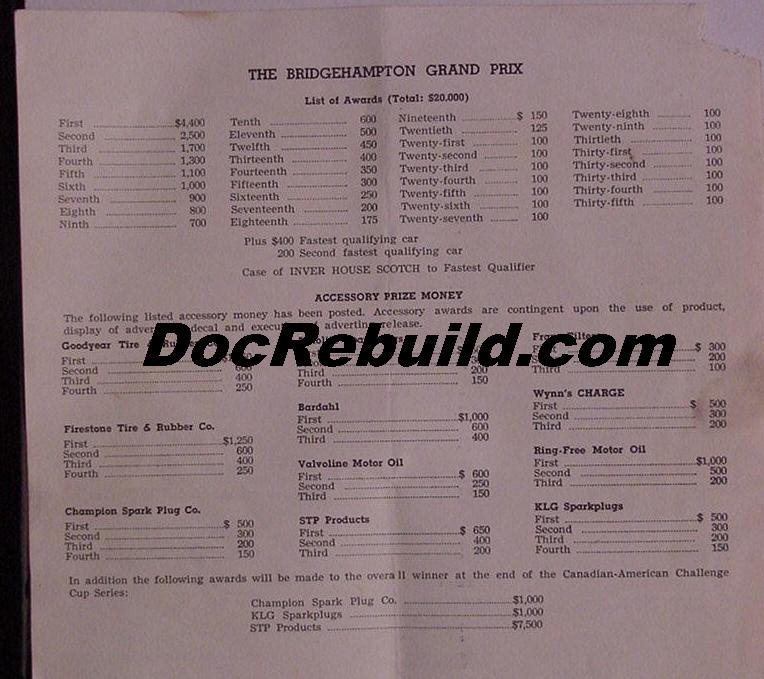 THE BRIDGEHAMPTON GRAND PRIX
List of Awards (Total: $20,000)
First $4,400
Second 2,500
Third 1,700
Fourth 1,300
Fifth 1,100
Sixth 1,000
Seventh 900
Eighth 800
Ninth 700
Tenth 600
Eleventh 500
Twelfth 450
Thirteenth 400
Fourteenth 350
Fifteenth 300
Sixteenth 250
Seventeenth 200
Eighteenth 175
Nineteenth $ 150
Twentieth 125
Twenty-first 100
Twenty-second 100
Twenty-third 100
Twenty-fourth 100
Twenty-fifth 100
Twenty-sixth 100
Twenty-seventh 100
Twenty-eighth 100
Twenty-ninth 100
Thirtieth 100
Thirty-first 100
Thirty-second 100
Thirty-third 100
Thirty-fourth 100
Thirty-fifth 100
Plus $400 Fastest qualifying car
200 Second fastest qualifying car
Case of INVER HOUSE SCOTCH to Fastest Qualifier
ACCESSORY PRIZE MONEY
The following listed accessory money has been posted. Accessory awards are contingent upon the use of product,
display of decal and release.
DocRebuild.com
Goodyear Tire &
First
Second 600
Third 400
Fourth 250
Firestone Tire & Rubber Co.
First $1,250
Second 600
Third 400
Fourth 250
Champion Spark Plug Co.
First $ 500
Second 300
Third 200
Fourth 150
Third 200
Fourth 150
Bardahl
First $1,000
Second 600
Third 400
Valvoline Motor Oil
First $ 600
Second 250
Third 150
STP Products
First $ 650
Second 400
Third 200
$ 300
200
Third 100
Wynn's CHARGE
First $ 500
Second 300
Third 200
Ring-Free Motor Oil
First $1,000
Second 500
Third 200
KLG Sparkplugs
First $ 500
Second 300
Third 200
Fourth 150
In addition the following awards will be made to the overall winner at the end of the Canadian-American Challenge
Cup Series:
Champion Spark Plug Co. $1,000
KLG Sparkplugs $1,000
STP Products $7,500